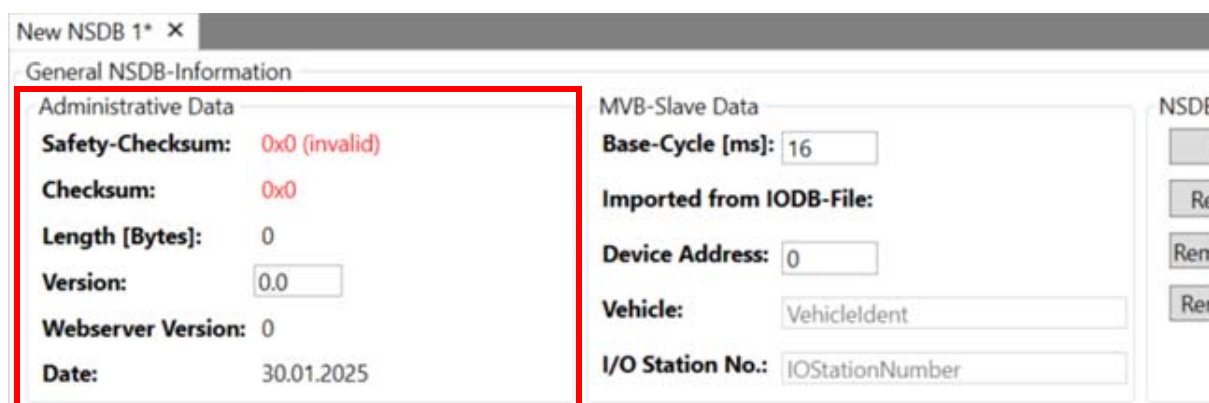 New NSDB 1* ×
General NSDB-Information
Administrative Data
Safety-Checksum: 0x0 (invalid)
Checksum: 0x0
Length [Bytes]: 0
Version: 0.0
Webserver Version: 0
Date: 30.01.2025
MVB-Slave Data
Base-Cycle [ms]: 16
Imported from IODB-File:
Device Address: 0
Vehicle: VehicleIdent
I/O Station No.: IOStationNumber